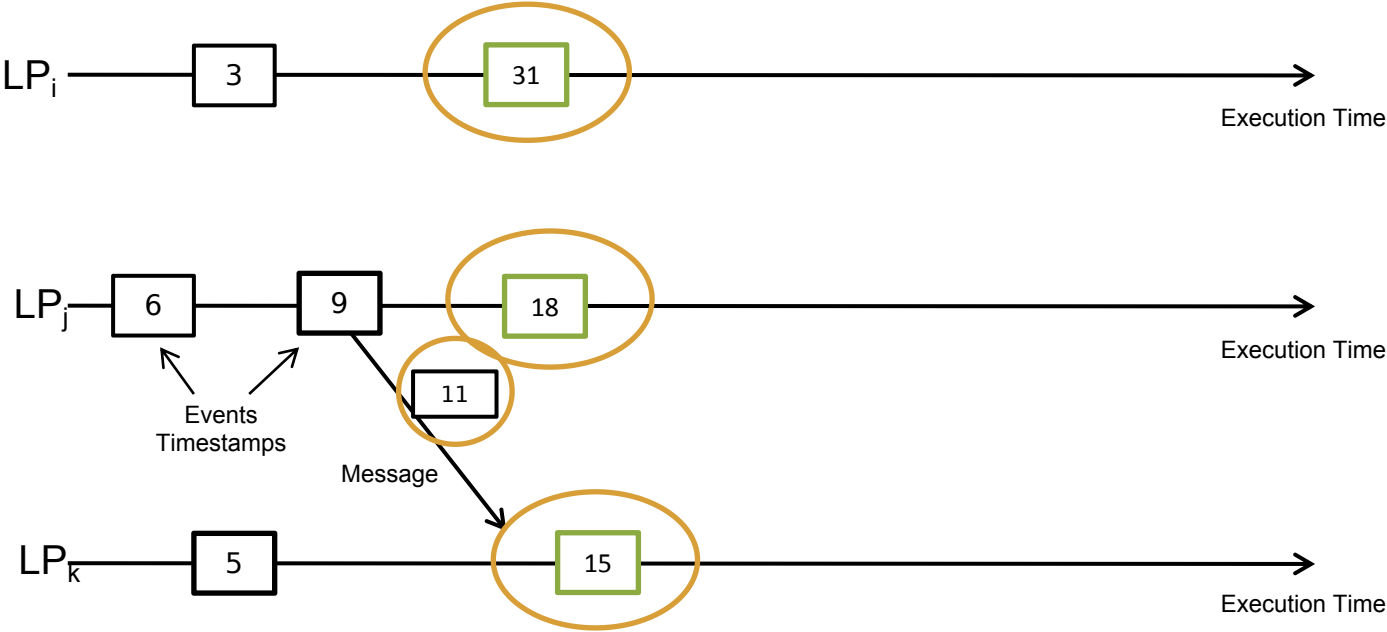 LPi 3 31
Execution Time
LPj 6 9 18
Execution Time
11
Events
Timestamps
Message
LPk 5 15
Execution Time